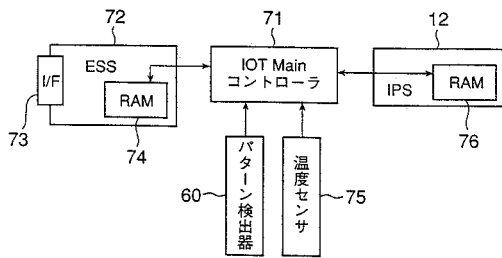 72
71
12
I/F
ESS
IOT Main
コントローラ
IPS
RAM
RAM
73
74
76
パターン検出器
温度センサ
60
75